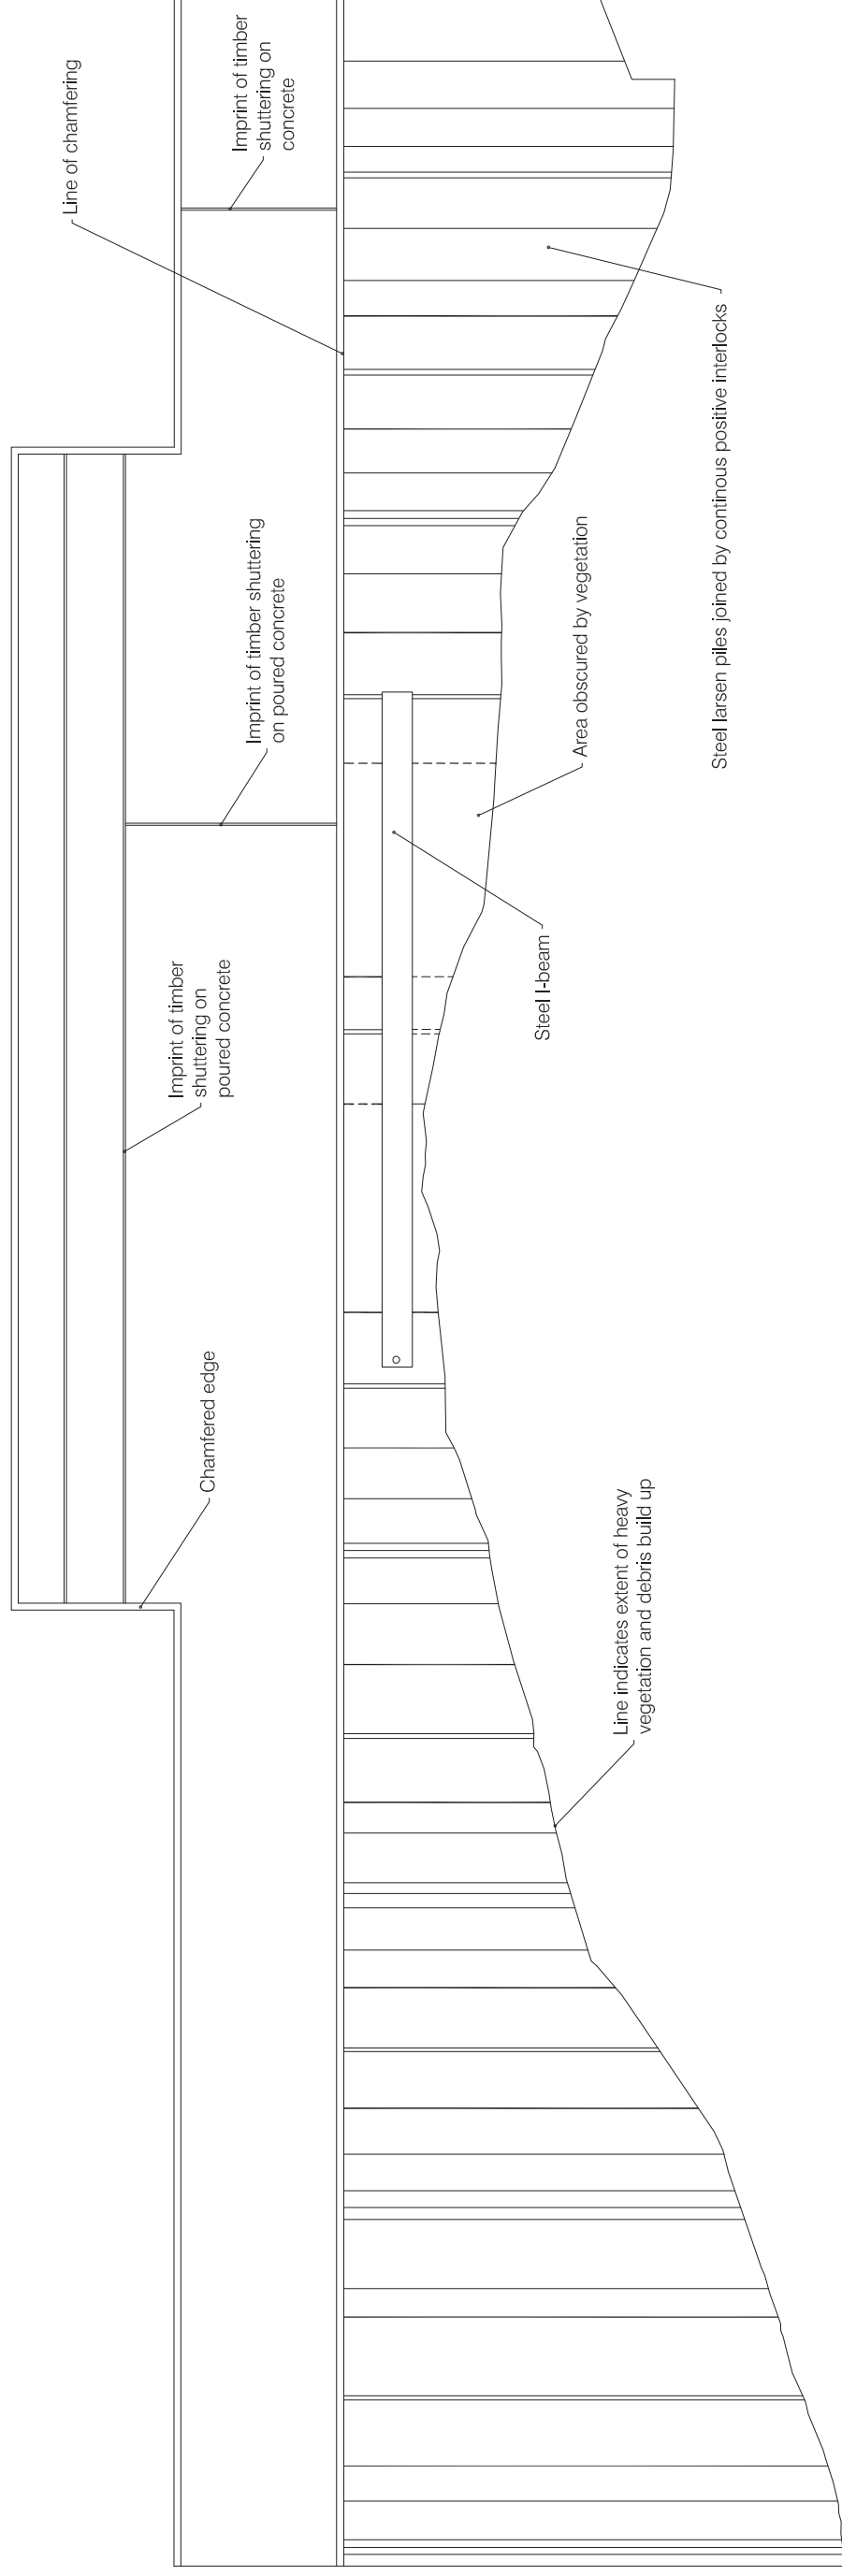 Chamfered edge
Imprint of timber
shuttering on
poured concrete
Imprint of timber shuttering
on poured concrete
Line of chamfering
Imprint of timber
shuttering on
concrete
Line indicates extent of heavy
vegetation and debris build up
Steel I-beam
Area obscured by vegetation
Steel larsen piles joined by continous positive interlocks